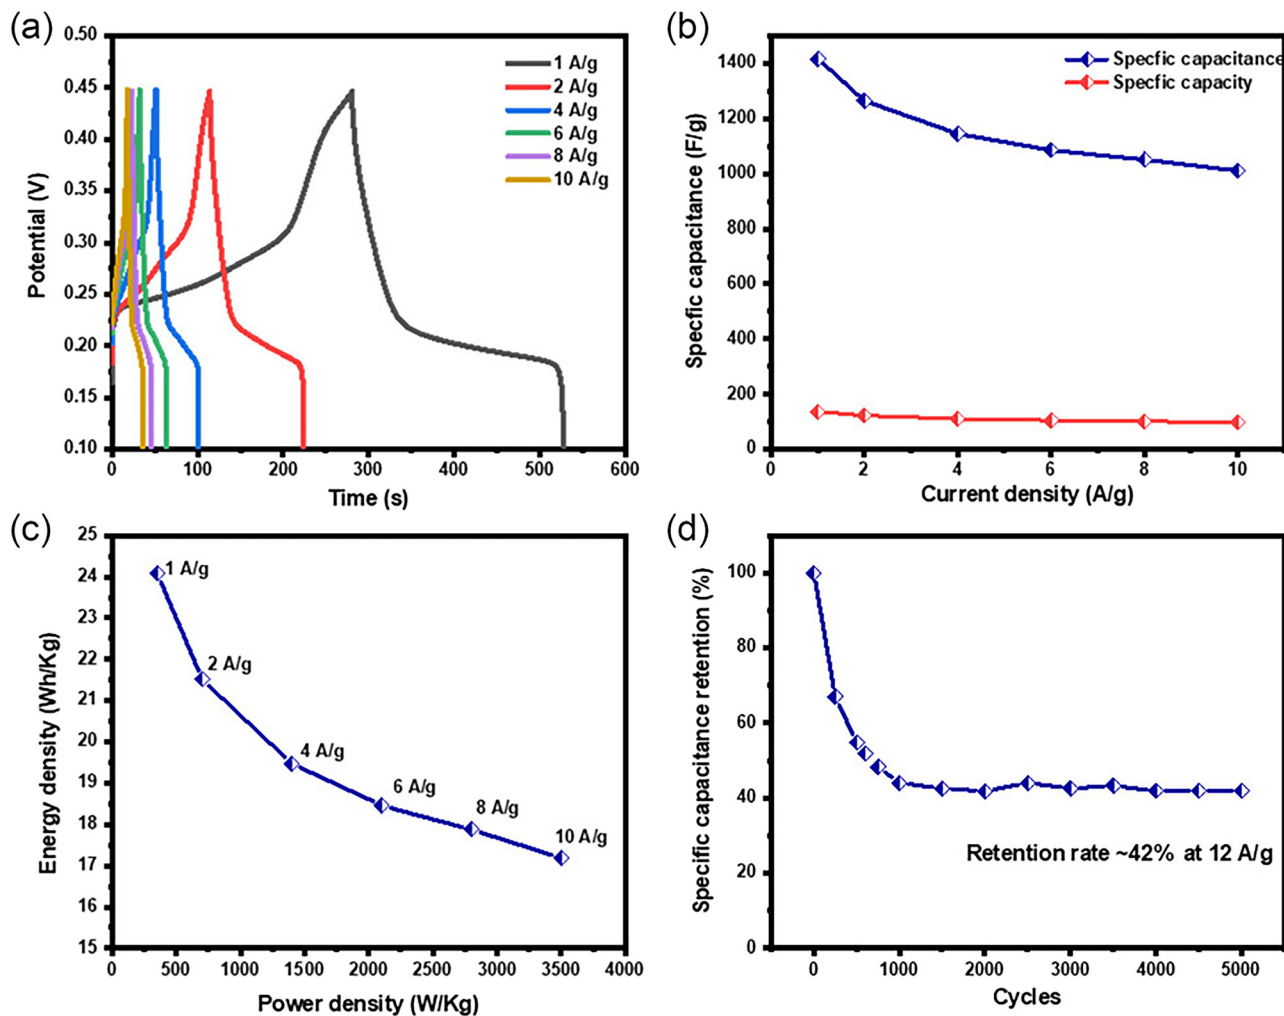 (a)
0.50
0.45
0.40
0.35
0.30
0.25
0.20
0.15
0.10
Potential (V)
1 A/g
2 A/g
4 A/g
6 A/g
8 A/g
10 A/g
0 100 200 300 400 500 600
Time (s)
(b)
1400
1200
1000
800
600
400
200
0
Specfic capacitance (F/g)
Specfic capacitance
Specfic capacity
0 2 4 6 8 10
Current density (A/g)
(c)
25
24
23
22
21
20
19
18
17
16
15
Energy density (Wh/Kg)
1 A/g
2 A/g
4 A/g
6 A/g
8 A/g
10 A/g
0 500 1000 1500 2000 2500 3000 3500 4000
Power density (W/Kg)
(d)
100
80
60
40
20
0
Specific capacitance retention (%)
Retention rate ~42% at 12 A/g
0 1000 2000 3000 4000 5000
Cycles